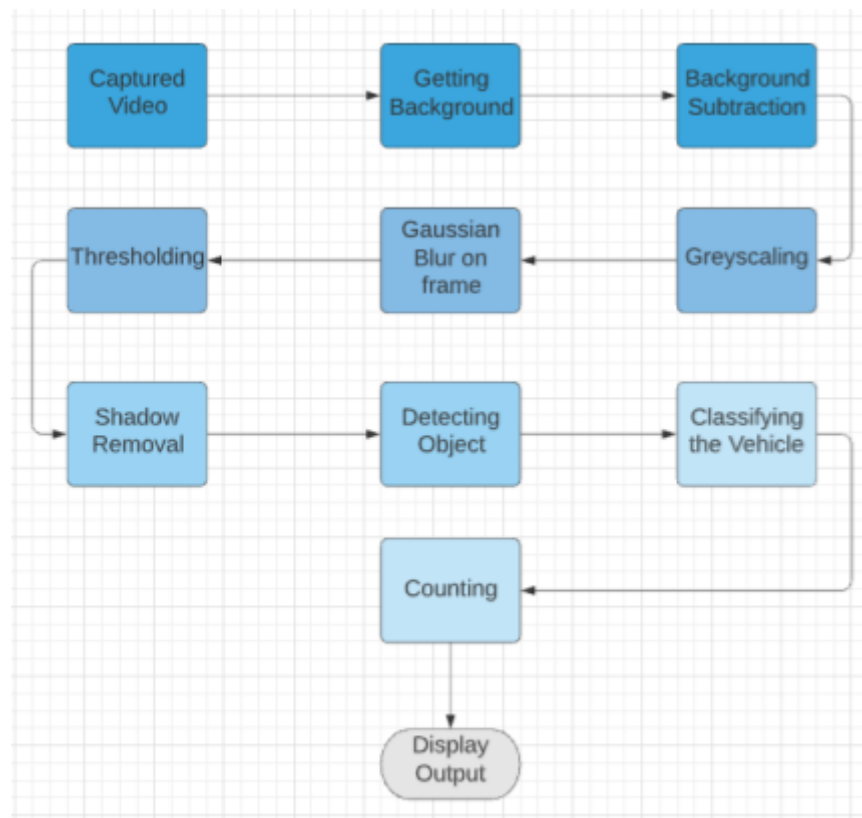 Captured
Video
Getting
Background
Background
Subtraction
Greyscaling
Gaussian
Blur on
frame
Thresholding
Shadow
Removal
Detecting
Object
Classifying
the Vehicle
Counting
Display
Output